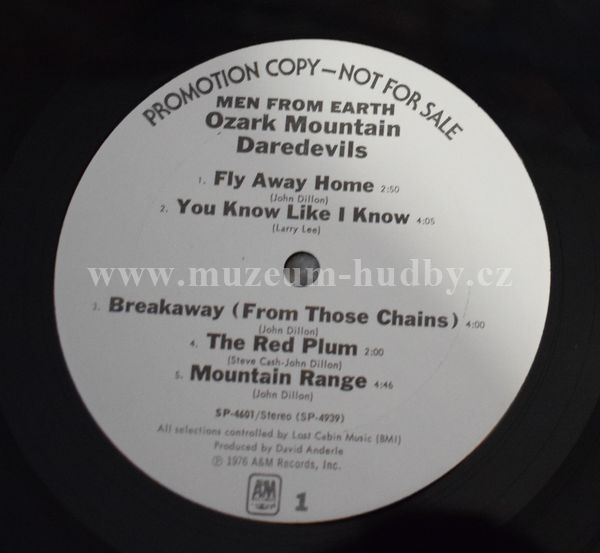 PROMOTION COPY—NOT FOR SALE
MEN FROM EARTH
Ozark Mountain
Daredevils
1. Fly Away Home 2:50
(John Dillon)
2. You Know Like I Know 4:05
(Larry Lee)
www.muzeum-hudby.cz
3. Breakaway (From Those Chains) 4:00
(John Dillon)
4. The Red Plum 2:00
(Steve Cash-John Dillon)
5. Mountain Range 4:46
(John Dillon)
SP-4601/Stereo (SP-4939)
All selections controlled by Lost Cabin Music (BMI)
Produced by David Anderle
℗ 1976 A&M Records, Inc.
A&M
1